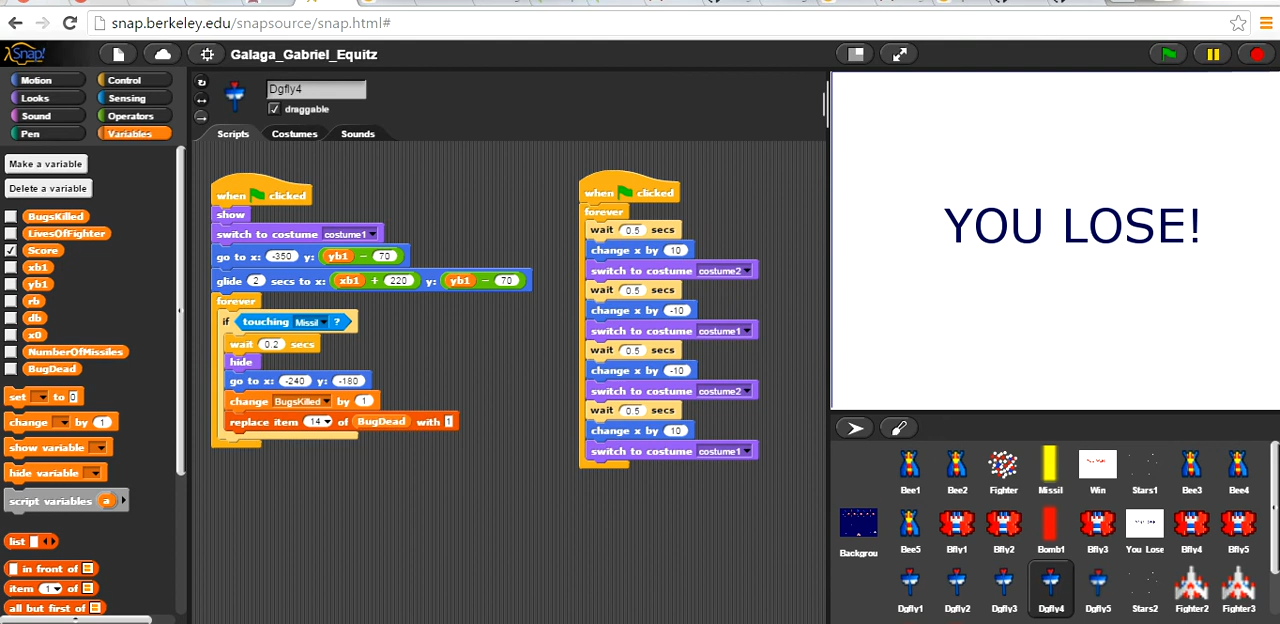 snap.berkeley.edu/snapsource/snap.html#
Snap!
Galaga_Gabriel_Equitz
Motion
Control
Looks
Sensing
Sound
Operators
Pen
Variables
Make a variable
Delete a variable
BugsKilled
LivesOfFighter
Score
xb1
yb1
rb
db
x0
NumberOfMissiles
BugDead
set to 0
change by 1
show variable
hide variable
script variables a
list
in front of
item 1 of
all but first of
Dgfly4
draggable
Scripts Costumes Sounds
when clicked
show
switch to costume costume1
go to x: -350 y: yb1 - 70
glide 2 secs to x: xb1 + 220 y: yb1 - 70
forever
if touching Missil ?
wait 0.2 secs
hide
go to x: -240 y: -180
change BugsKilled by 1
replace item 14 of BugDead with 1
when clicked
forever
wait 0.5 secs
change x by 10
switch to costume costume2
wait 0.5 secs
change x by -10
switch to costume costume1
wait 0.5 secs
change x by -10
switch to costume costume2
wait 0.5 secs
change x by 10
switch to costume costume1
YOU LOSE!
Bee1 Bee2 Fighter Missil Win Stars1 Bee3 Bee4
Backgrou Bee5 Bfly1 Bfly2 Bomb1 Bfly3 You Lose Bfly4 Bfly5
Dgfly1 Dgfly2 Dgfly3 Dgfly4 Dgfly5 Stars2 Fighter2 Fighter3